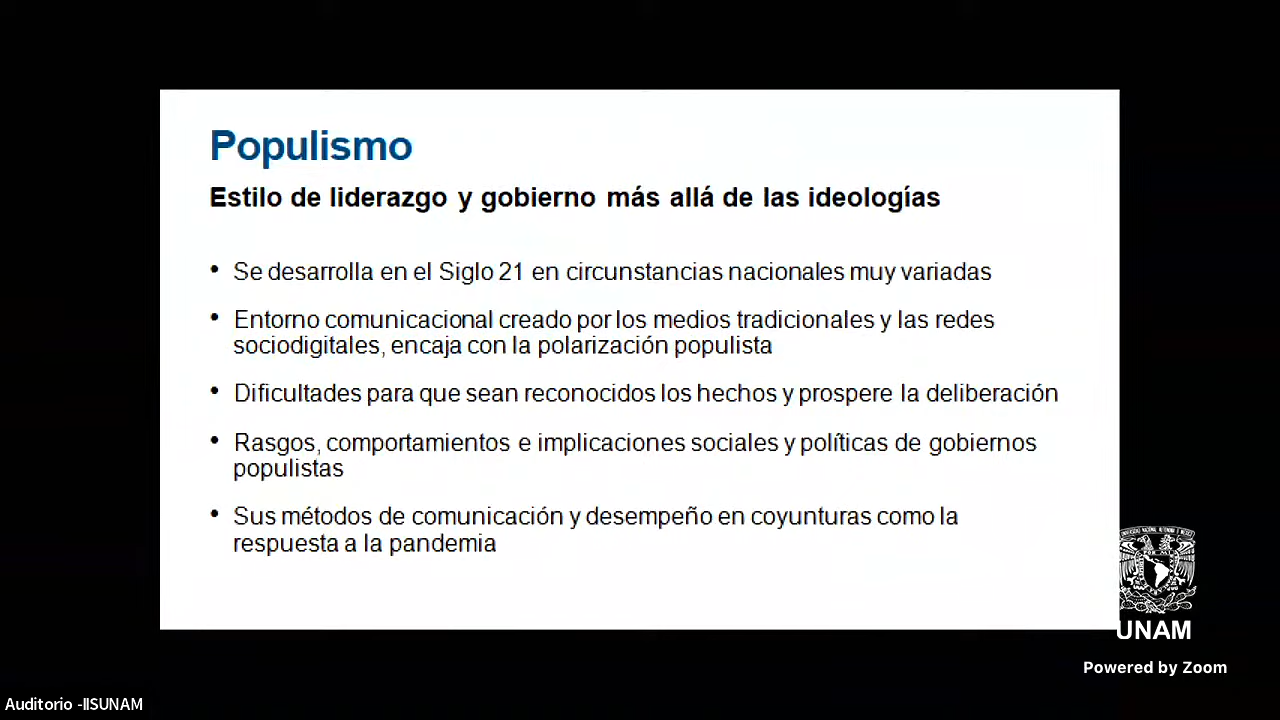 Populismo
Estilo de liderazgo y gobierno más allá de las ideologías
• Se desarrolla en el Siglo 21 en circunstancias nacionales muy variadas
• Entorno comunicacional creado por los medios tradicionales y las redes
sociodigitales, encaja con la polarización populista
• Dificultades para que sean reconocidos los hechos y prospere la deliberación
• Rasgos, comportamientos e implicaciones sociales y políticas de gobiernos
populistas
• Sus métodos de comunicación y desempeño en coyunturas como la
respuesta a la pandemia
UNAM
Powered by Zoom
Auditorio -IISUNAM